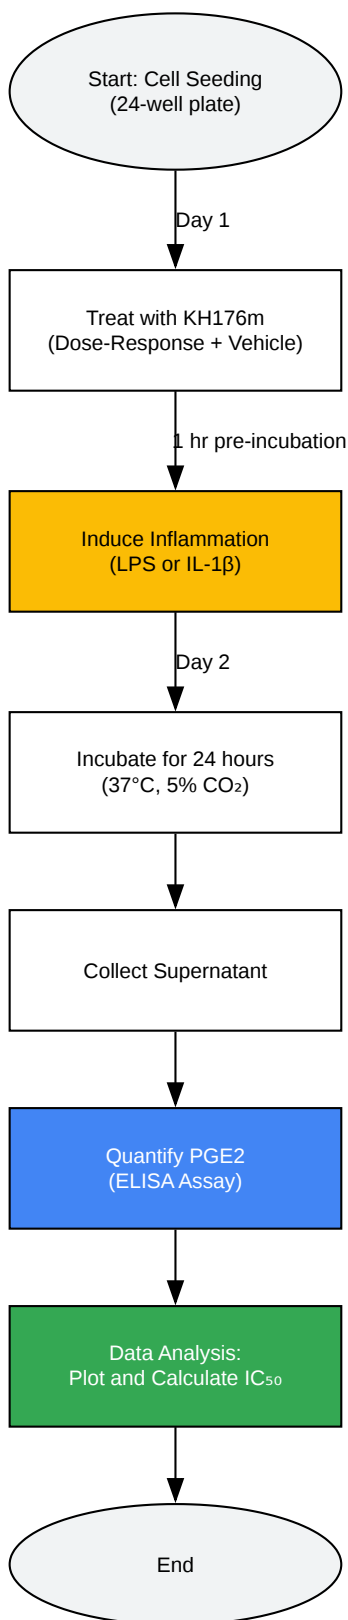 Start: Cell Seeding
(24-well plate)
Day 1
Treat with KH176m
(Dose-Response + Vehicle)
1 hr pre-incubation
Induce Inflammation
(LPS or IL-1β)
Day 2
Incubate for 24 hours
(37°C, 5% CO₂)
Collect Supernatant
Quantify PGE2
(ELISA Assay)
Data Analysis:
Plot and Calculate IC₅₀
End